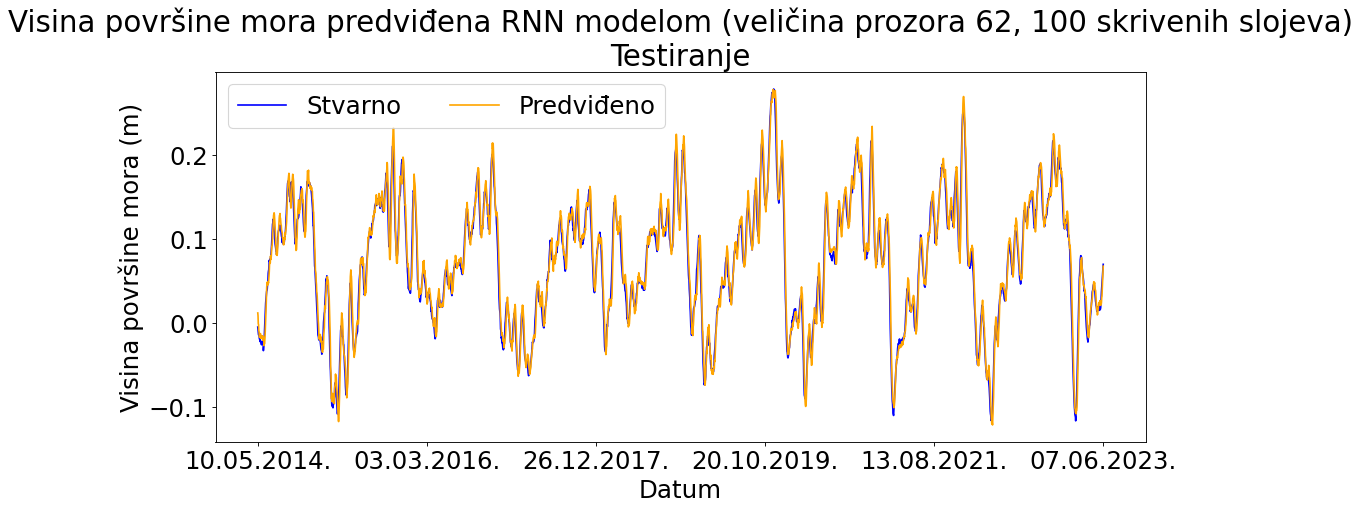 Visina površine mora predviđena RNN modelom (veličina prozora 62, 100 skrivenih slojeva)
Testiranje
Stvarno
Predviđeno
Visina površine mora (m)
0.2
0.1
0.0
−0.1
10.05.2014.
03.03.2016.
26.12.2017.
20.10.2019.
13.08.2021.
07.06.2023.
Datum